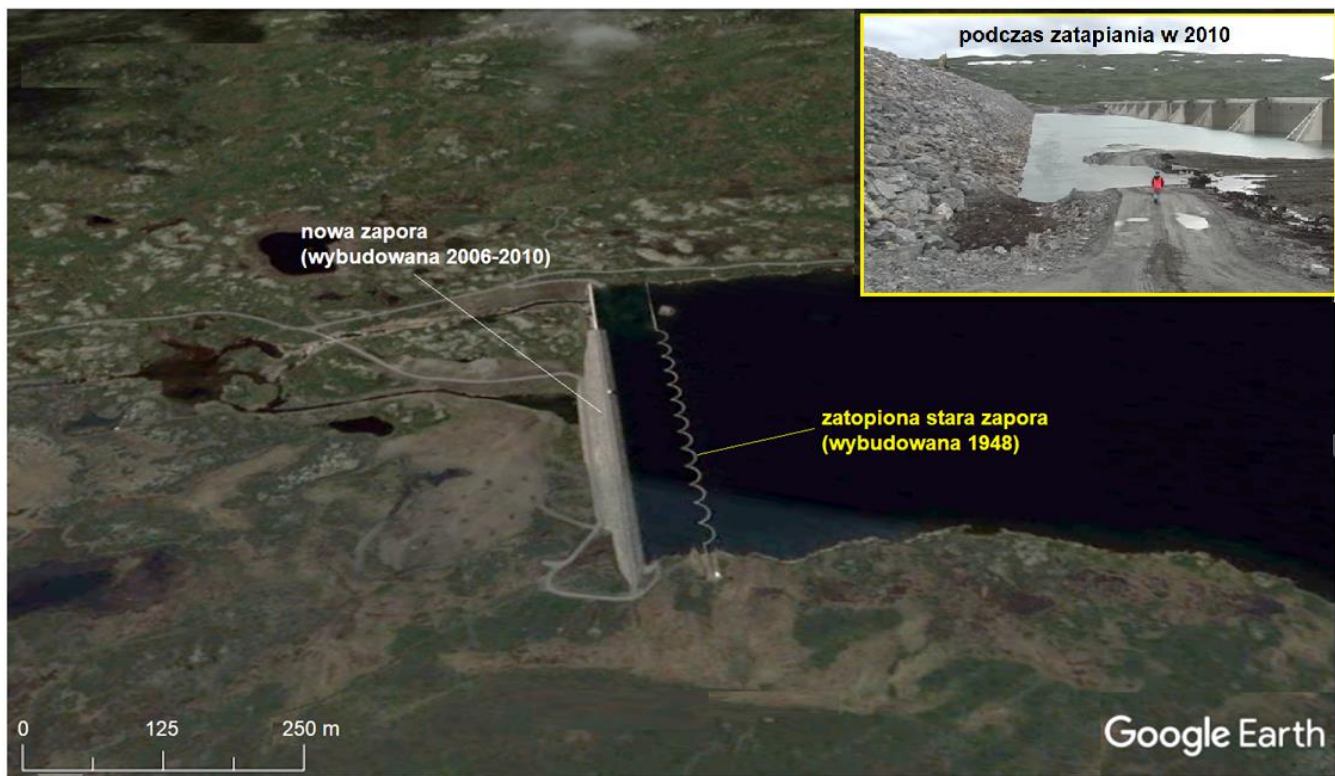 podczas zatapiania w 2010
nowa zapora
(wybudowana 2006-2010)
zatopiona stara zapora
(wybudowana 1948)
0 125 250 m
Google Earth